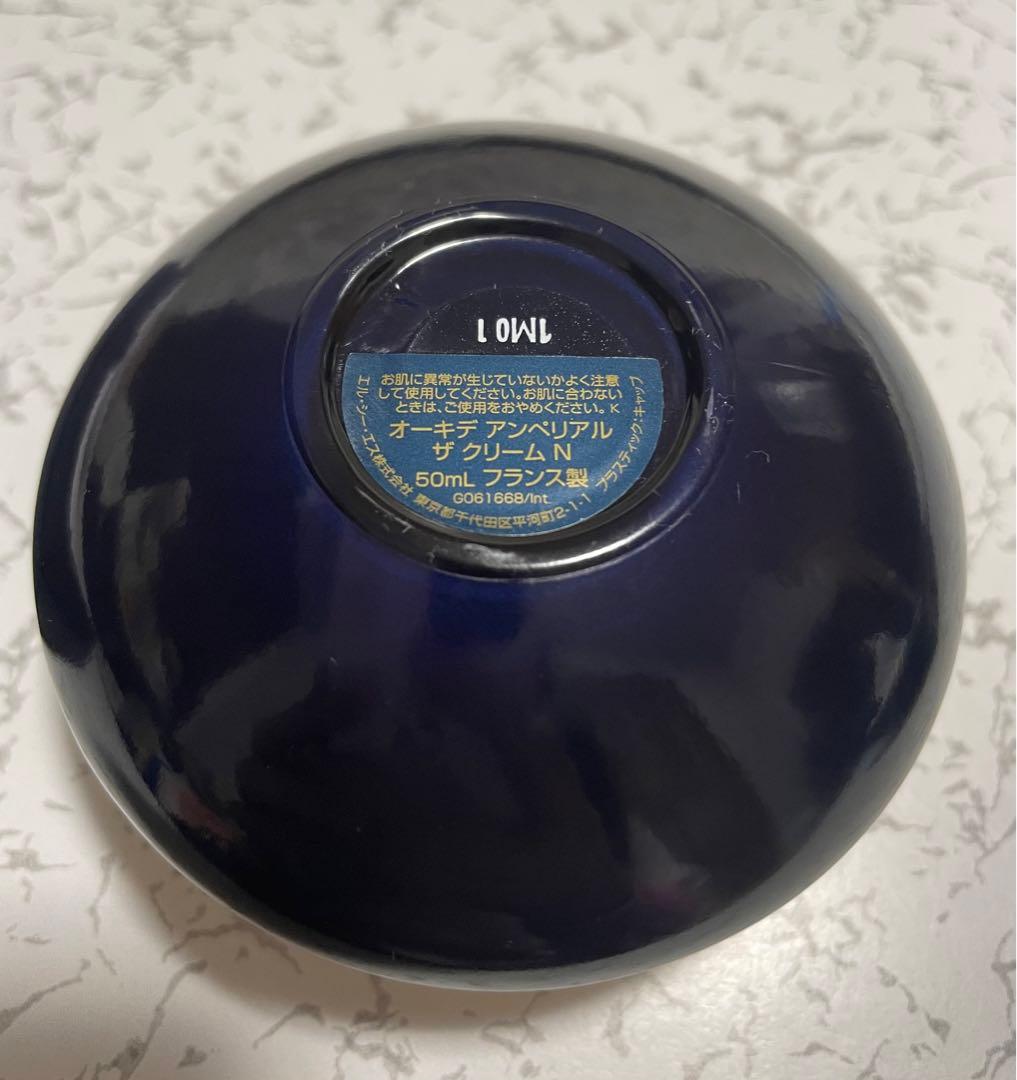 1M01
お肌に異常が生じていないかよく注意
して使用してください。お肌に合わない
ときは、ご使用をおやめください。K
オーキデ アンペリアル
ザ クリーム N
50mL フランス製
G061668/Int.
エル・シー・エス株式会社 東京都千代田区平河町2-1-1 プラスティック:キャップ